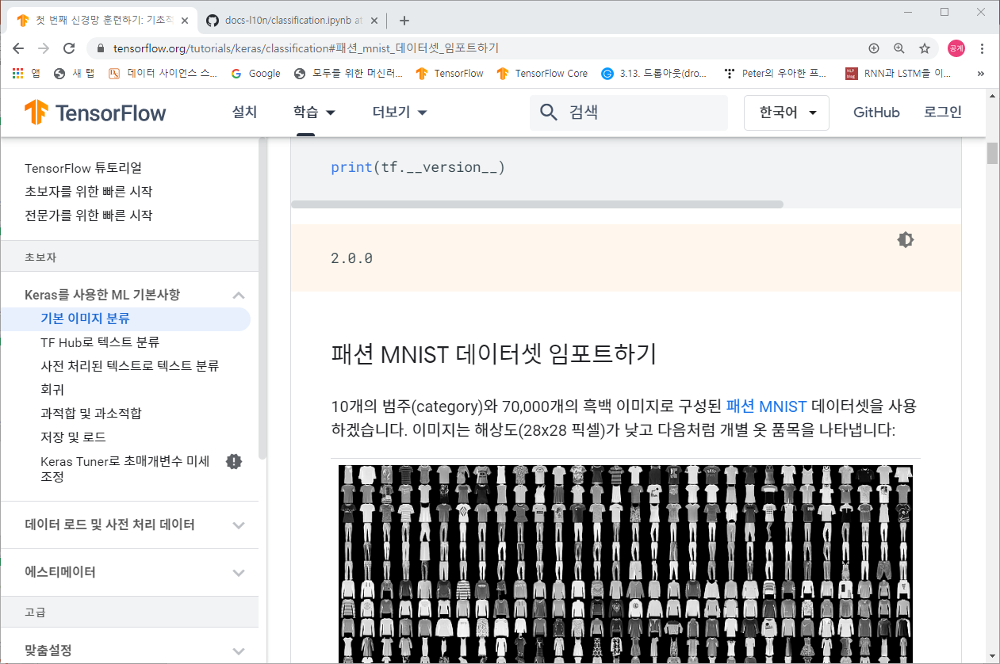 첫 번째 신경망 훈련하기: 기초적
docs-l10n/classification.ipynb at
tensorflow.org/tutorials/keras/classification#패션_mnist_데이터셋_임포트하기
공계
앱
새 탭
데이터 사이언스 스...
Google
모두를 위한 머신러...
TensorFlow
TensorFlow Core
3.13. 드롭아웃(dro...
Peter의 우아한 프...
RNN과 LSTM을 이...
TensorFlow
설치
학습
더보기
검색
한국어
GitHub
로그인
TensorFlow 튜토리얼
초보자를 위한 빠른 시작
전문가를 위한 빠른 시작
초보자
Keras를 사용한 ML 기본사항
기본 이미지 분류
TF Hub로 텍스트 분류
사전 처리된 텍스트로 텍스트 분류
회귀
과적합 및 과소적합
저장 및 로드
Keras Tuner로 초매개변수 미세
조정
데이터 로드 및 사전 처리 데이터
에스티메이터
고급
맞춤설정
print(tf.__version__)
2.0.0
패션 MNIST 데이터셋 임포트하기
10개의 범주(category)와 70,000개의 흑백 이미지로 구성된 패션 MNIST 데이터셋을 사용
하겠습니다. 이미지는 해상도(28x28 픽셀)가 낮고 다음처럼 개별 옷 품목을 나타냅니다: